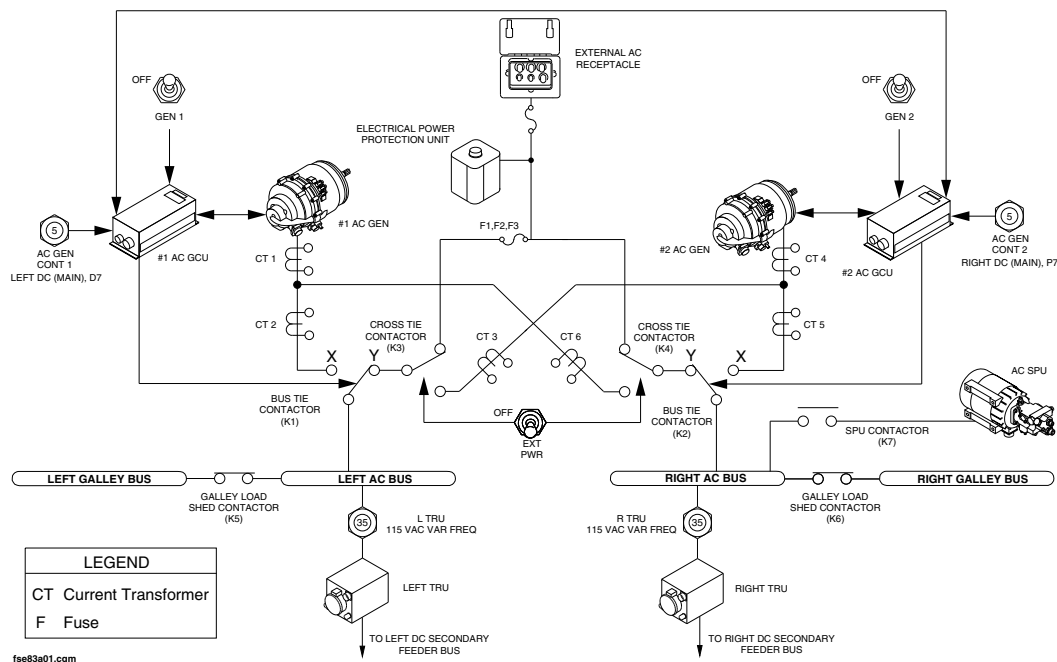 EXTERNAL AC
RECEPTACLE
OFF
GEN 1
OFF
GEN 2
ELECTRICAL POWER
PROTECTION UNIT
5
AC GEN
CONT 1
LEFT DC (MAIN), D7
#1 AC GCU
#1 AC GEN
F1,F2,F3
#2 AC GEN
#2 AC GCU
5
AC GEN
CONT 2
RIGHT DC (MAIN), P7
CT 1
CT 4
CT 2
CROSS TIE
CONTACTOR
(K3)
CT 3
CT 6
CROSS TIE
CONTACTOR
(K4)
CT 5
X
Y
Y
X
BUS TIE
CONTACTOR
(K1)
OFF
EXT
PWR
BUS TIE
CONTACTOR
(K2)
AC SPU
SPU CONTACTOR
(K7)
LEFT GALLEY BUS
LEFT AC BUS
RIGHT AC BUS
RIGHT GALLEY BUS
GALLEY LOAD
SHED CONTACTOR
(K5)
GALLEY LOAD
SHED CONTACTOR
(K6)
35
L TRU
115 VAC VAR FREQ
R TRU
115 VAC VAR FREQ
35
LEFT TRU
RIGHT TRU
TO LEFT DC SECONDARY
FEEDER BUS
TO RIGHT DC SECONDARY
FEEDER BUS
LEGEND
CT Current Transformer
F Fuse
fse83a01.cgm